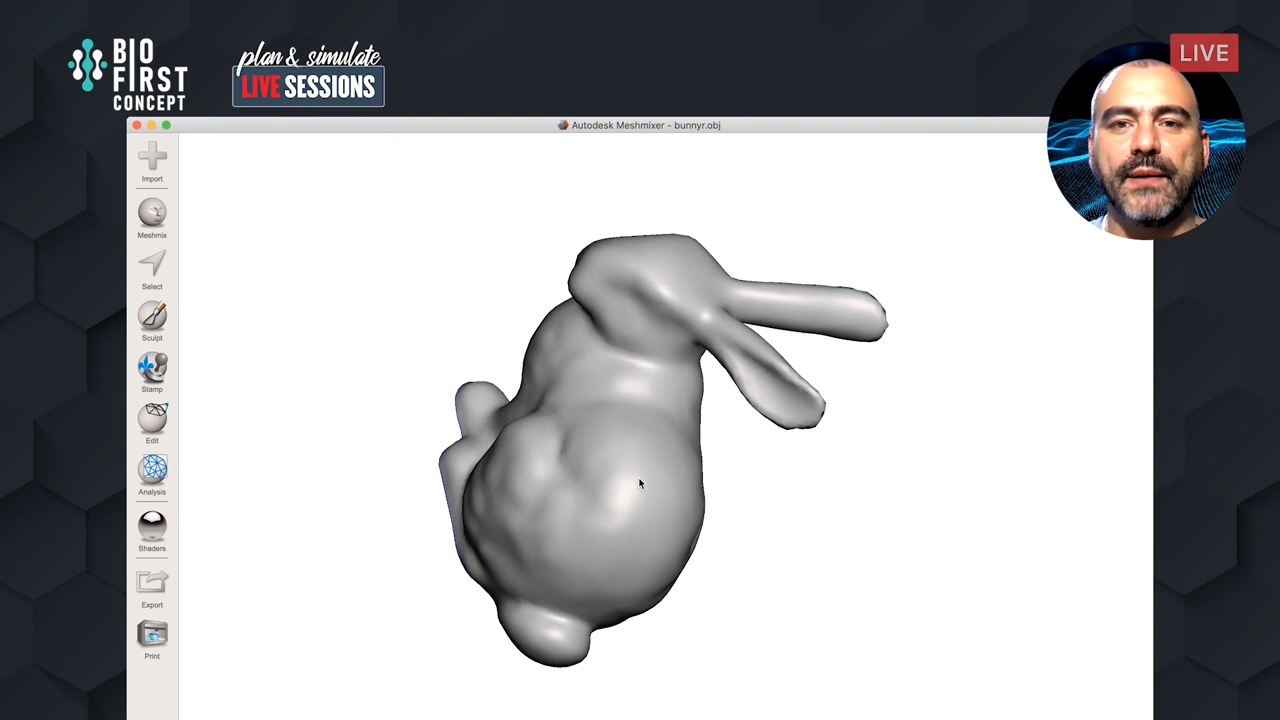 BIO
FIRST
CONCEPT
plan & simulate
LIVE SESSIONS
LIVE
Autodesk Meshmixer - bunnyr.obj
Import
Meshmix
Select
Sculpt
Stamp
Edit
Analysis
Shaders
Export
Print